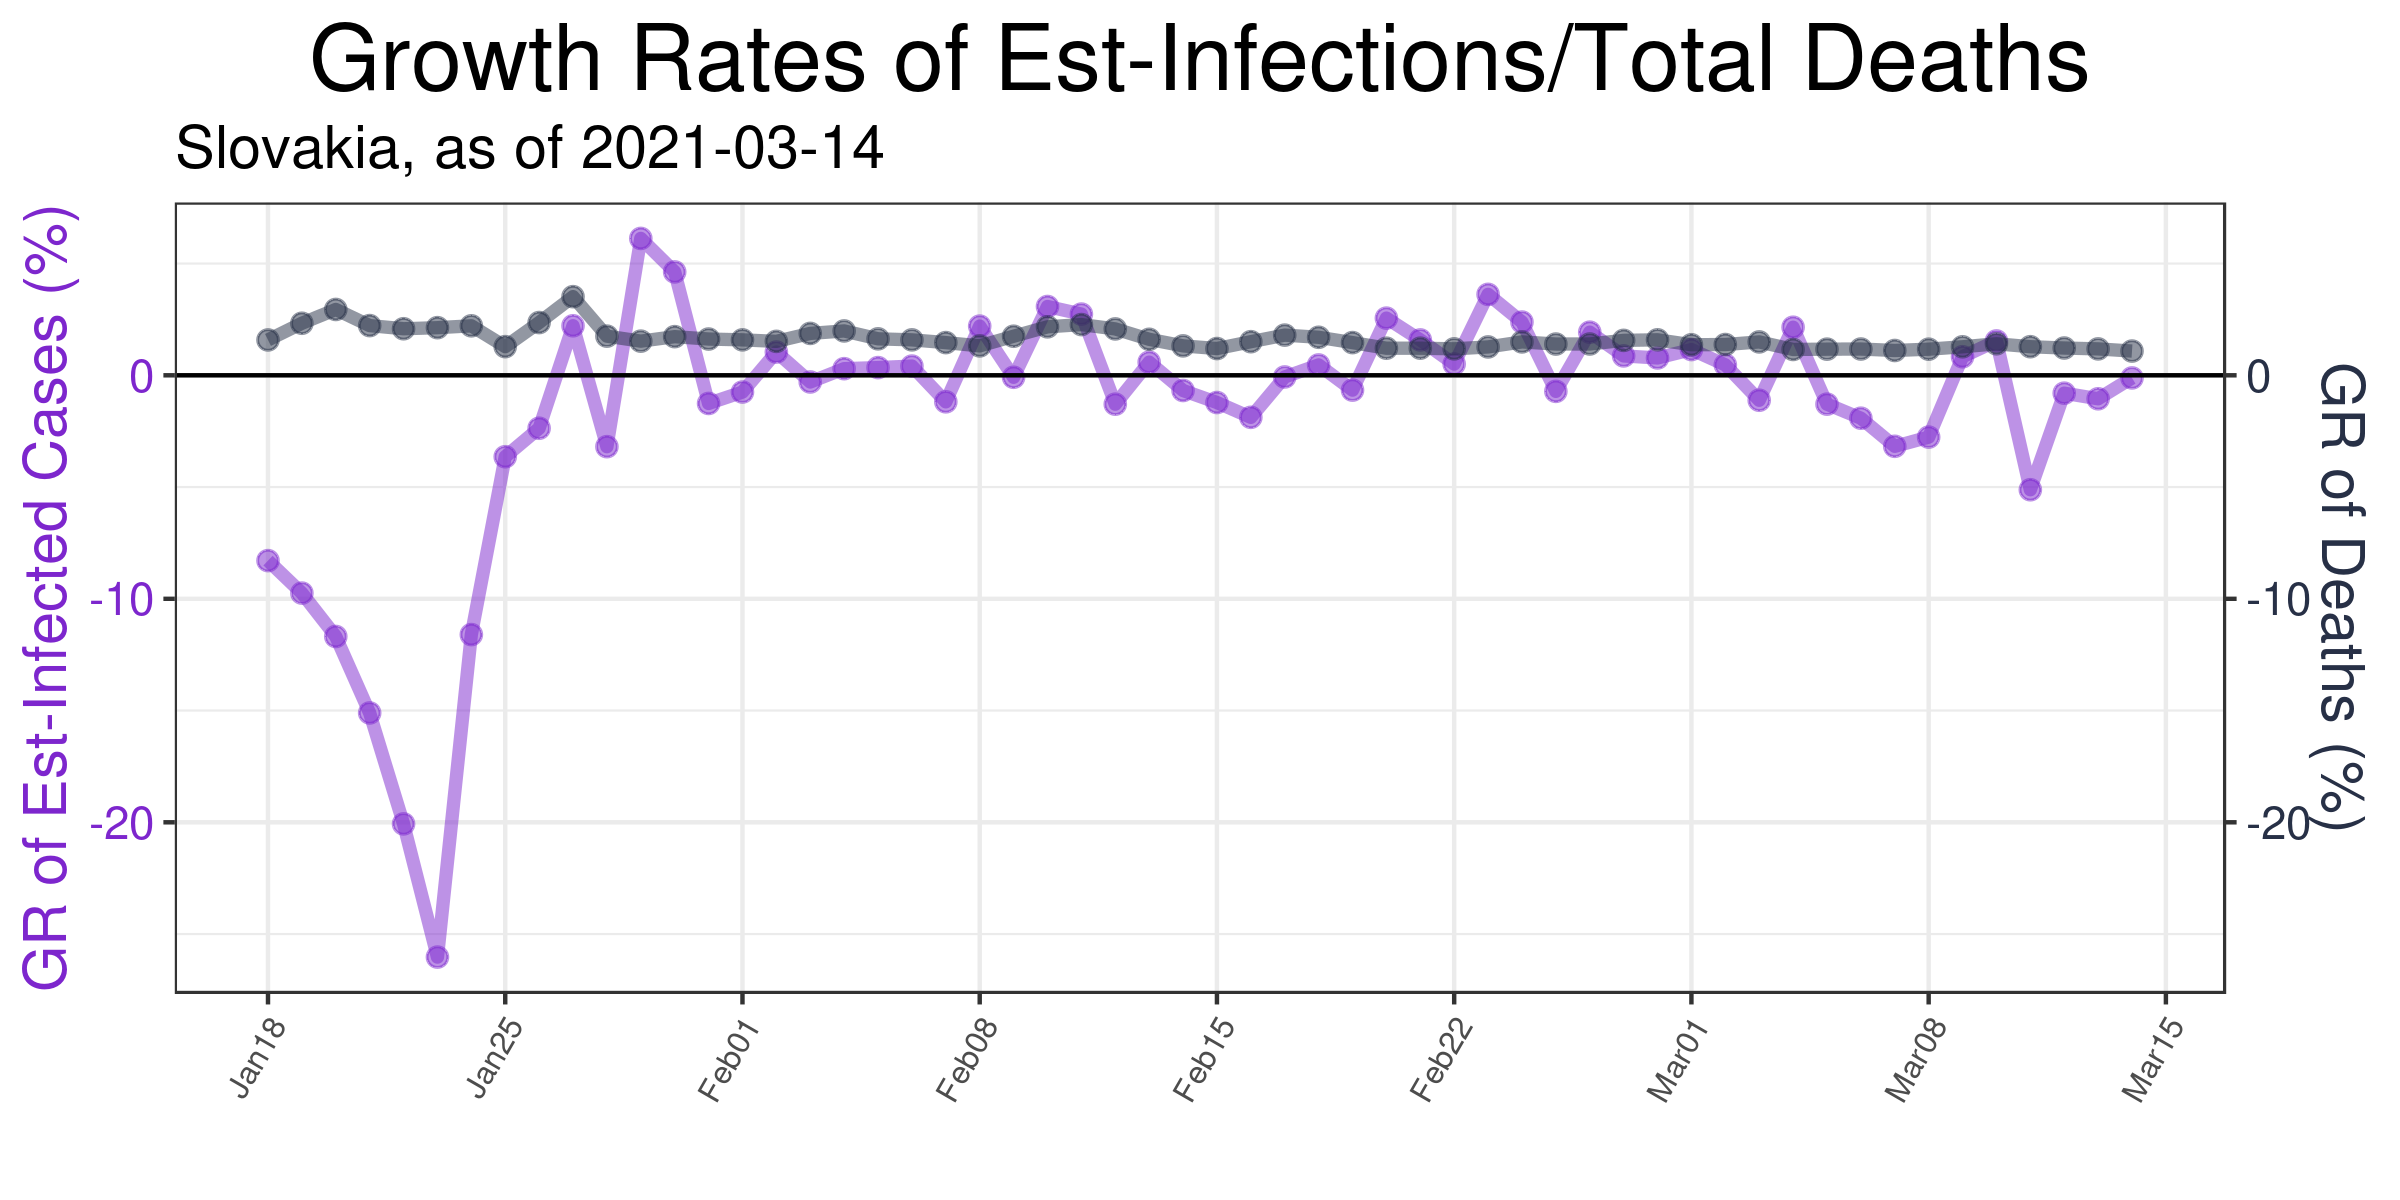 Growth Rates of Est-Infections/Total Deaths
Slovakia, as of 2021-03-14
GR of Est-Infected Cases (%)
0
-10
-20
0
-10
-20
GR of Deaths (%)
Jan18
Jan25
Feb01
Feb08
Feb15
Feb22
Mar01
Mar08
Mar15